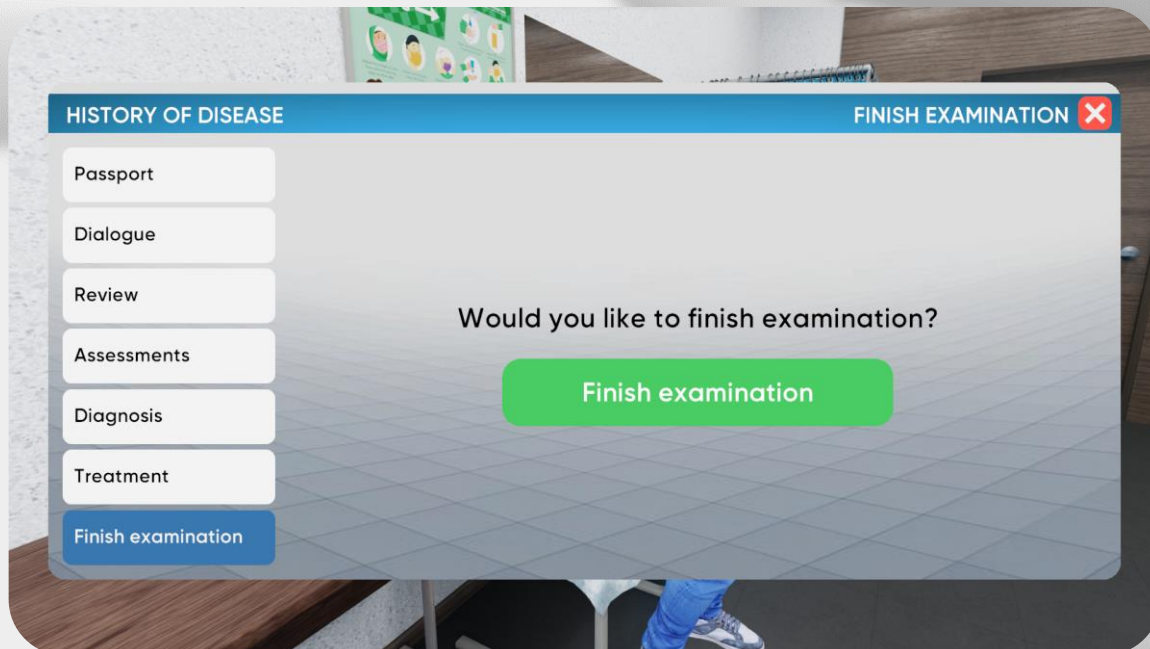 HISTORY OF DISEASE
FINISH EXAMINATION
Passport
Dialogue
Review
Assessments
Diagnosis
Treatment
Finish examination
Would you like to finish examination?
Finish examination